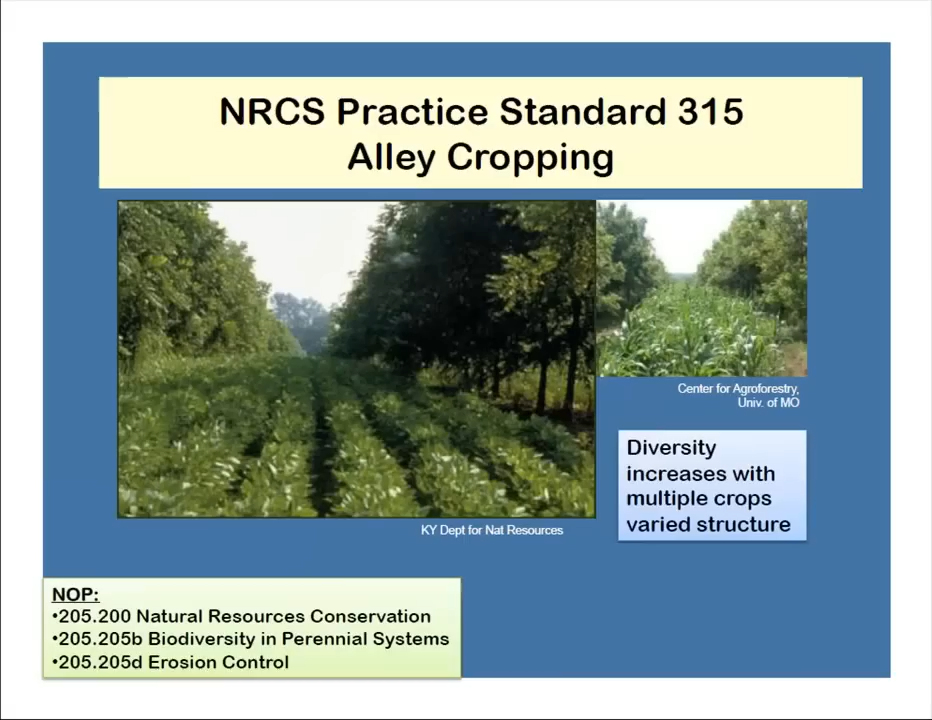 NRCS Practice Standard 315
Alley Cropping
Center for Agroforestry,
Univ. of MO
Diversity
increases with
multiple crops
varied structure
KY Dept for Nat Resources
NOP:
•205.200 Natural Resources Conservation
•205.205b Biodiversity in Perennial Systems
•205.205d Erosion Control